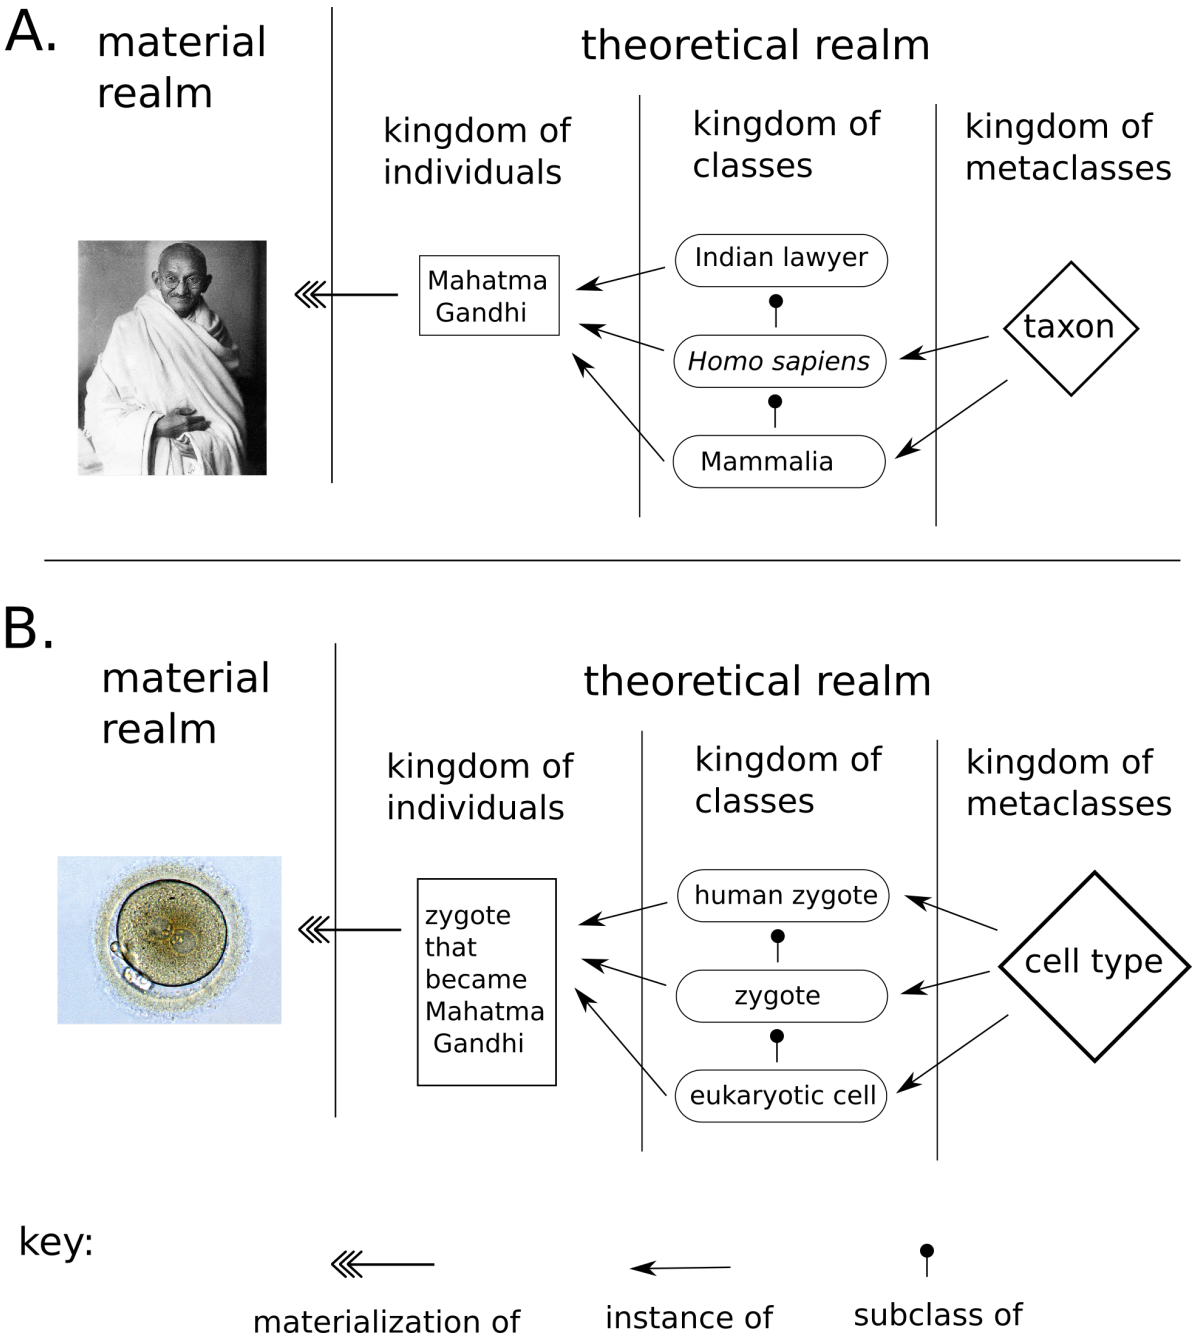 A.
material
realm
theoretical realm
kingdom of
individuals
kingdom of
classes
kingdom of
metaclasses
Mahatma
Gandhi
Indian lawyer
Homo sapiens
Mammalia
taxon
B.
material
realm
theoretical realm
kingdom of
individuals
kingdom of
classes
kingdom of
metaclasses
zygote
that
became
Mahatma
Gandhi
human zygote
zygote
eukaryotic cell
cell type
key:
materialization of
instance of
subclass of